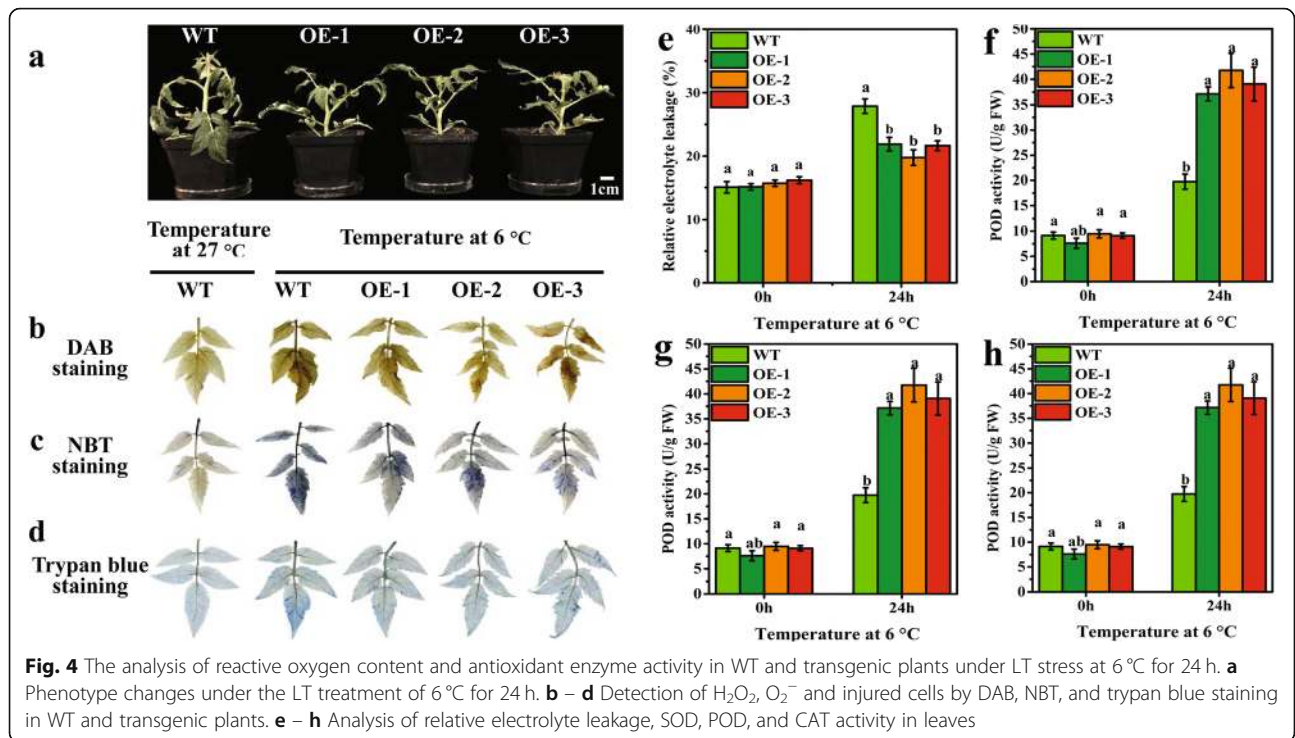 a
WT OE-1 OE-2 OE-3
1cm
Temperature at 27 °C
Temperature at 6 °C
WT WT OE-1 OE-2 OE-3
b
DAB staining
c
NBT staining
d
Trypan blue staining
e
WT
OE-1
OE-2
OE-3
Relative electrolyte leakage (%)
40
30
20
10
0
a a a a
a b b b
0h 24h
Temperature at 6 °C
f
WT
OE-1
OE-2
OE-3
POD activity (U/g FW)
50
45
40
35
30
25
20
15
10
5
0
a ab a a
b a a a
0h 24h
Temperature at 6 °C
g
WT
OE-1
OE-2
OE-3
POD activity (U/g FW)
50
45
40
35
30
25
20
15
10
5
0
a ab a a
b a a a
0h 24h
Temperature at 6 °C
h
WT
OE-1
OE-2
OE-3
POD activity (U/g FW)
50
45
40
35
30
25
20
15
10
5
0
a ab a a
b a a a
0h 24h
Temperature at 6 °C
Fig. 4 The analysis of reactive oxygen content and antioxidant enzyme activity in WT and transgenic plants under LT stress at 6 °C for 24 h. a
Phenotype changes under the LT treatment of 6 °C for 24 h. b – d Detection of H₂O₂, O₂⁻ and injured cells by DAB, NBT, and trypan blue staining
in WT and transgenic plants. e – h Analysis of relative electrolyte leakage, SOD, POD, and CAT activity in leaves